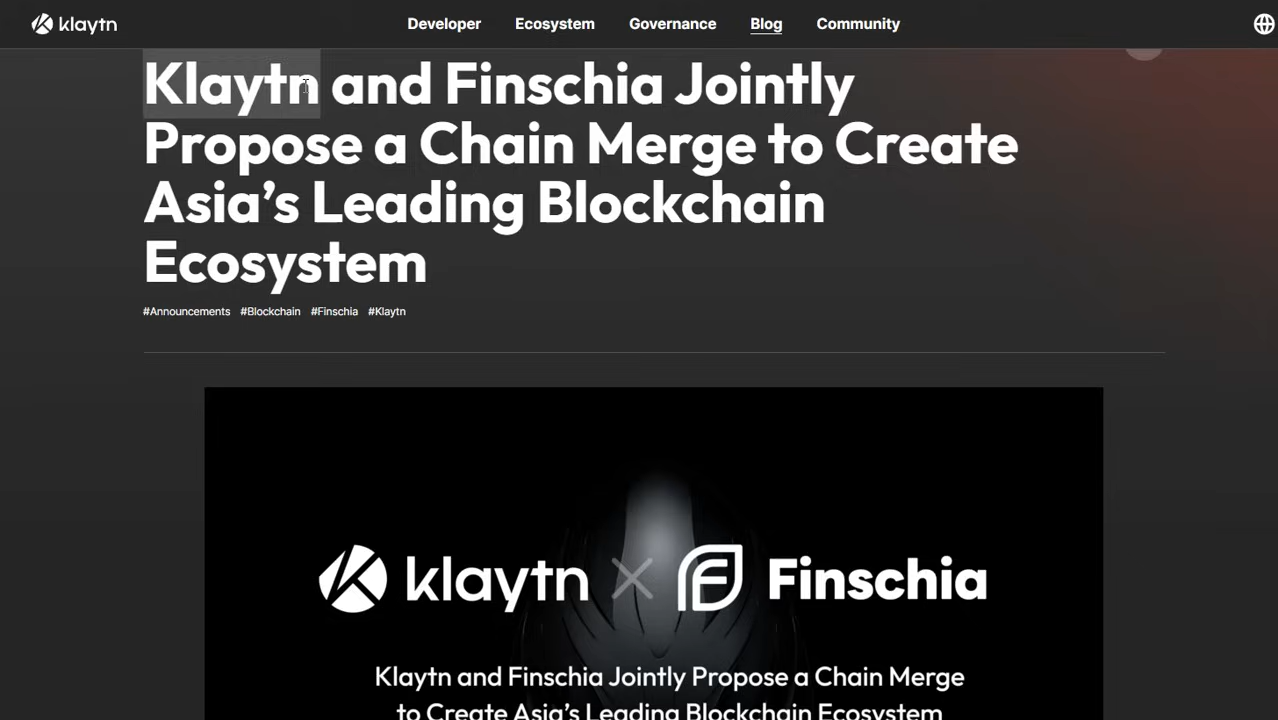 klaytn
Developer Ecosystem Governance Blog Community
Klaytn and Finschia Jointly
Propose a Chain Merge to Create
Asia’s Leading Blockchain
Ecosystem
#Announcements #Blockchain #Finschia #Klaytn
klaytn Finschia
Klaytn and Finschia Jointly Propose a Chain Merge
to Create Asia’s Leading Blockchain Ecosystem